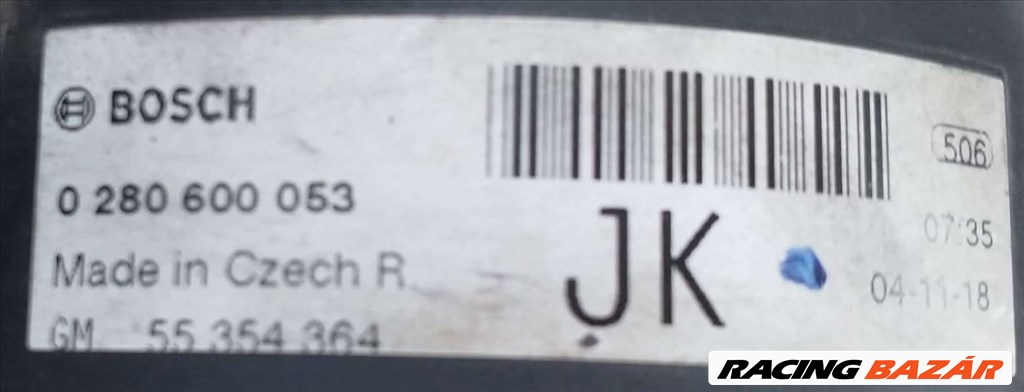 BOSCH
506
0 280 600 053
07:35
Made in Czech R.
JK
04-11-18
GM 55 354 364
RACING BAZÁR